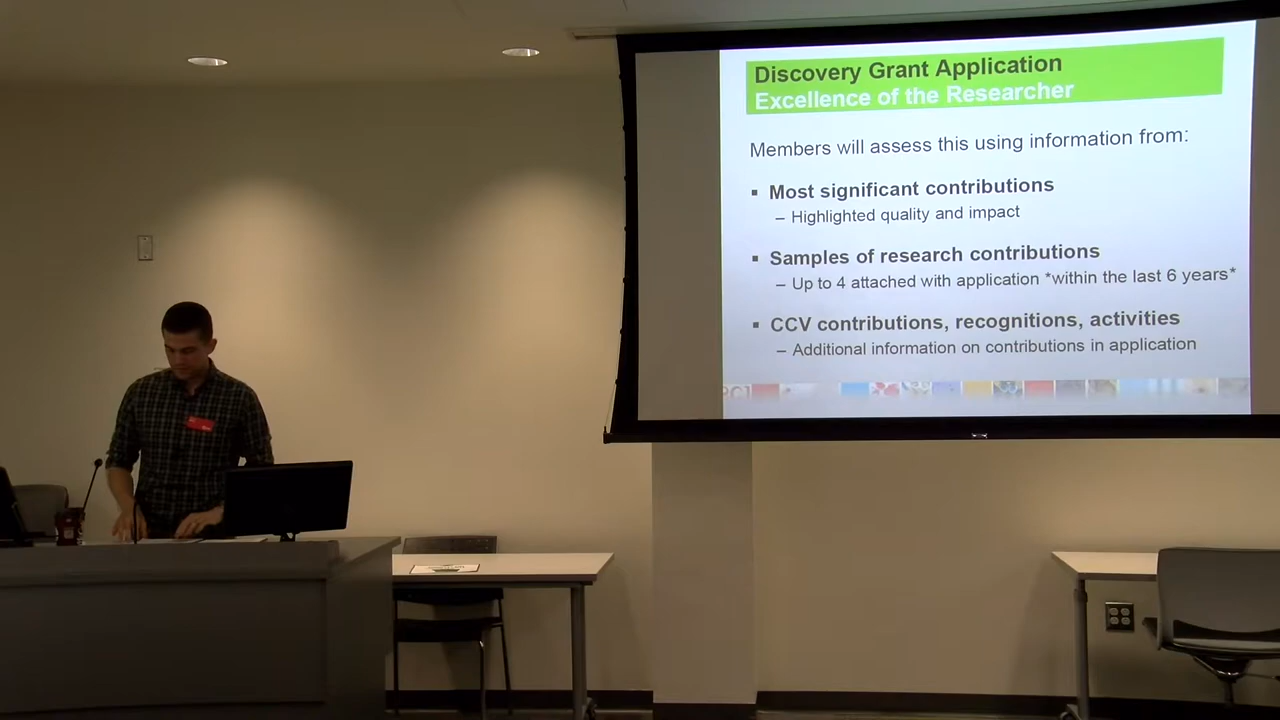 Discovery Grant Application
Excellence of the Researcher
Members will assess this using information from:
▪ Most significant contributions
– Highlighted quality and impact
▪ Samples of research contributions
– Up to 4 attached with application *within the last 6 years*
▪ CCV contributions, recognitions, activities
– Additional information on contributions in application